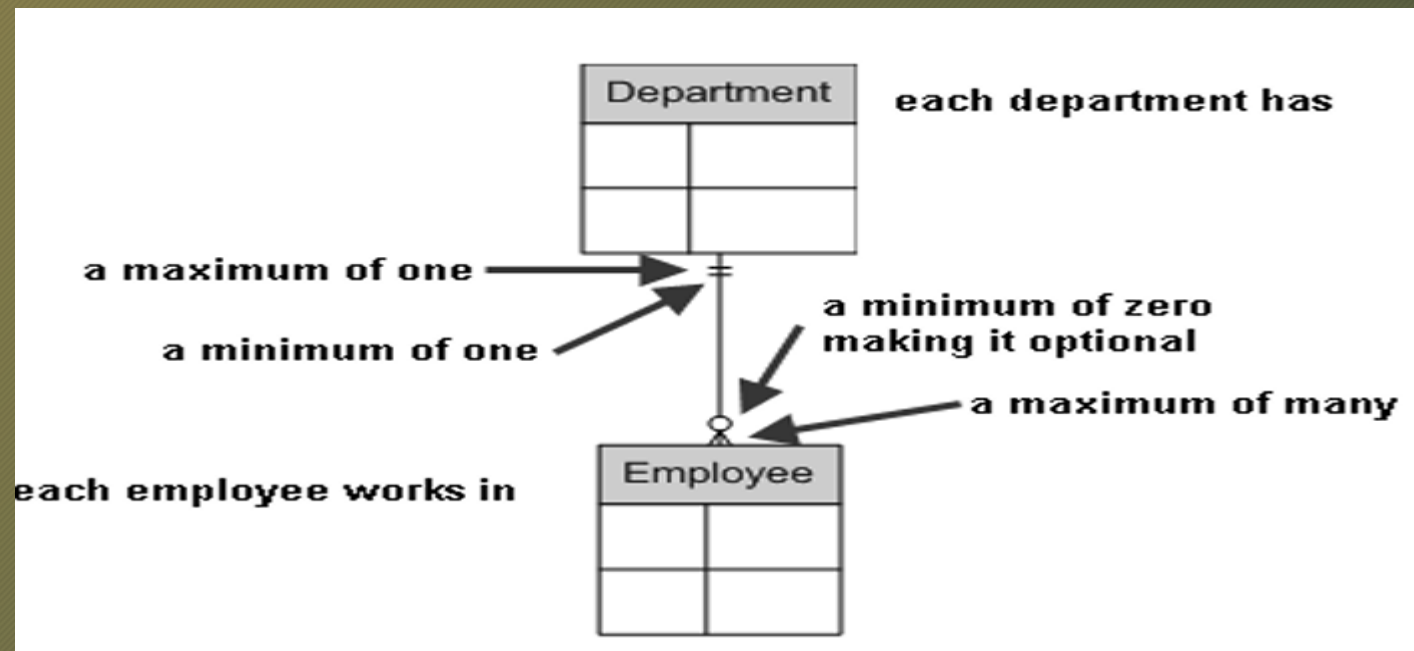 Department
each department has
a maximum of one
a minimum of one
a minimum of zero
making it optional
a maximum of many
Employee
each employee works in